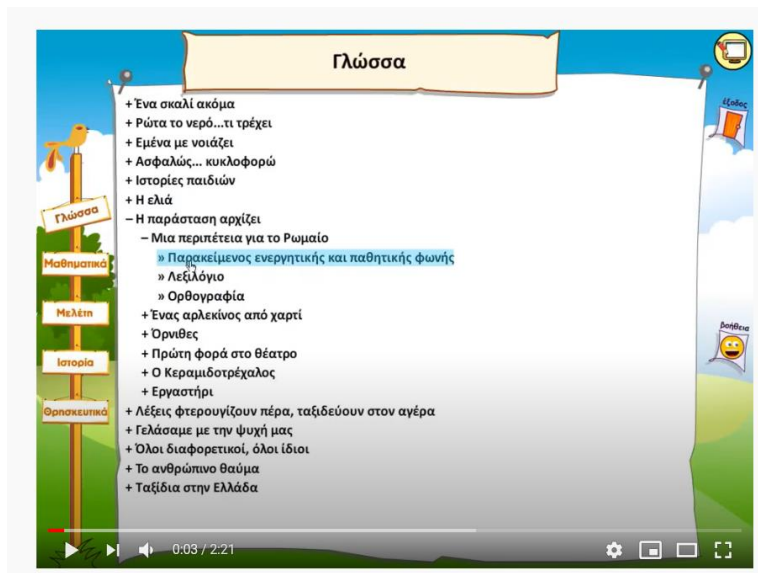 Γλώσσα
+ Ένα σκαλί ακόμα
+ Ρώτα το νερό...τι τρέχει
+ Εμένα με νοιάζει
+ Ασφαλώς... κυκλοφορώ
+ Ιστορίες παιδιών
+ Η ελιά
– Η παράσταση αρχίζει
– Μια περιπέτεια για το Ρωμαίο
» Παρακείμενος ενεργητικής και παθητικής φωνής
» Λεξιλόγιο
» Ορθογραφία
+ Ένας αρλεκίνος από χαρτί
+ Όρνιθες
+ Πρώτη φορά στο θέατρο
+ Ο Κεραμιδοτρέχαλος
+ Εργαστήρι
+ Λέξεις φτερουγίζουν πέρα, ταξιδεύουν στον αγέρα
+ Γελάσαμε με την ψυχή μας
+ Όλοι διαφορετικοί, όλοι ίδιοι
+ Το ανθρώπινο θαύμα
+ Ταξίδια στην Ελλάδα
Γλώσσα
Μαθηματικά
Μελέτη
Ιστορία
Θρησκευτικά
έξοδος
βοήθεια
0:03 / 2:21